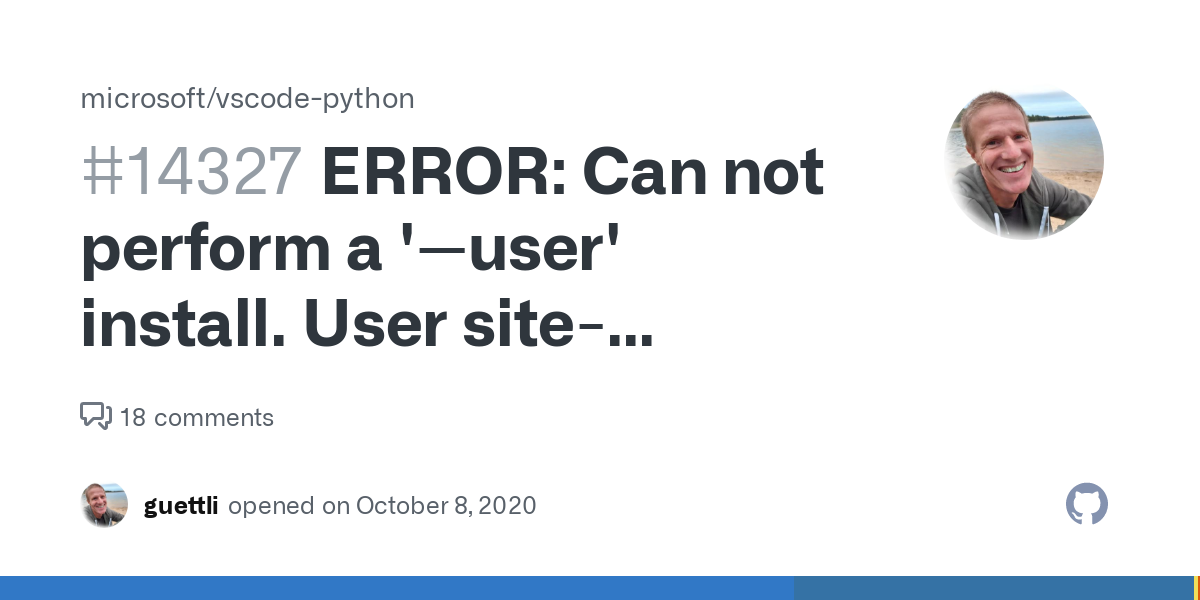 microsoft/vscode-python
#14327 ERROR: Can not
perform a '—user'
install. User site-...
18 comments
guettli opened on October 8, 2020